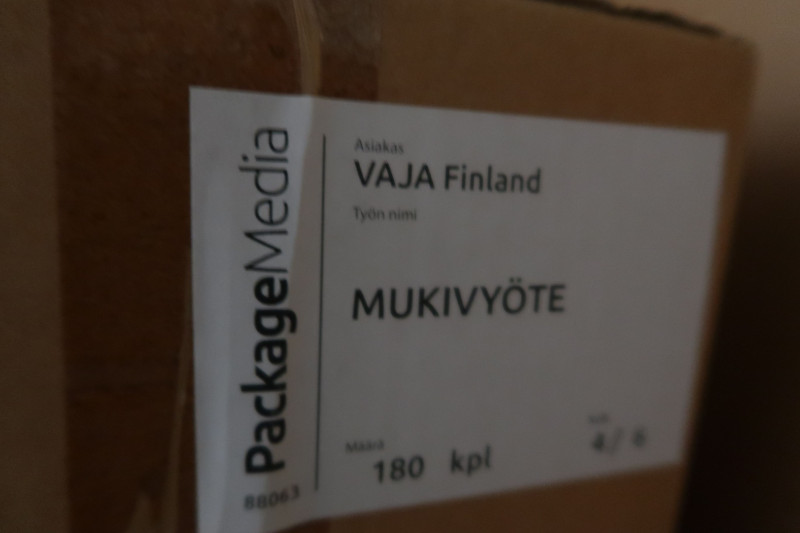 PackageMedia
88063
Asiakas
VAJA Finland
Työn nimi
MUKIVYÖTE
Määrä
180 kpl
4/ 6